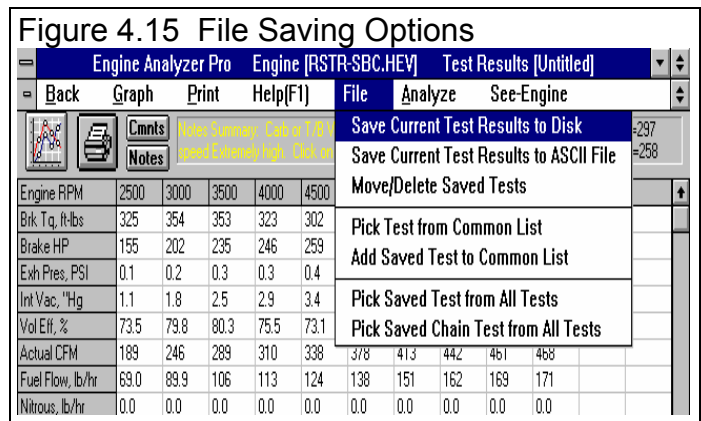 Figure 4.15  File Saving Options
Engine Analyzer Pro    Engine [RSTR-SBC.HEV]    Test Results [Untitled]
Back  Graph  Print  Help(F1)  File  Analyze  See-Engine
Cmnts
Notes
Notes Summary: Carb or T/B V
speed Extremely high. Click on
=297
=258
Save Current Test Results to Disk
Save Current Test Results to ASCII File
Move/Delete Saved Tests
Pick Test from Common List
Add Saved Test to Common List
Pick Saved Test from All Tests
Pick Saved Chain Test from All Tests
Engine RPM 2500 3000 3500 4000 4500
Brk Tq, ft-lbs 325 354 353 323 302
Brake HP 155 202 235 246 259
Exh Pres, PSI 0.1 0.2 0.3 0.3 0.4
Int Vac, "Hg 1.1 1.8 2.5 2.9 3.4
Vol Eff, % 73.5 79.8 80.3 75.5 73.1
Actual CFM 189 246 289 310 338 378 413 442 461 468
Fuel Flow, lb/hr 69.0 89.9 106 113 124 138 151 162 169 171
Nitrous, lb/hr 0.0 0.0 0.0 0.0 0.0 0.0 0.0 0.0 0.0 0.0